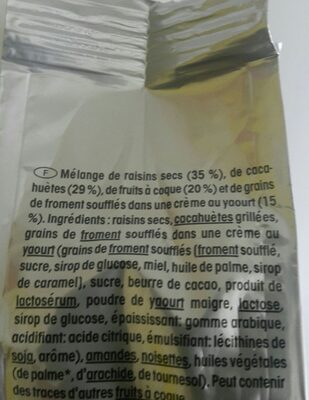 F Mélange de raisins secs (35 %), de caca-
huètes (29 %), de fruits à coque (20 %) et de grains
de froment soufflés dans une crème au yaourt (15
%). Ingrédients : raisins secs, cacahuètes grillées,
grains de froment soufflés dans une crème au
yaourt (grains de froment soufflés (froment soufflé,
sucre, sirop de glucose, miel, huile de palme, sirop
de caramel), sucre, beurre de cacao, produit de
lactosérum, poudre de yaourt maigre, lactose,
sirop de glucose, épaississant: gomme arabique,
acidifiant: acide citrique, émulsifiant: lécithines de
soja, arôme), amandes, noisettes, huiles végétales
(de palme*, d'arachide, de tournesol). Peut contenir
des traces d'autres fruits à coque